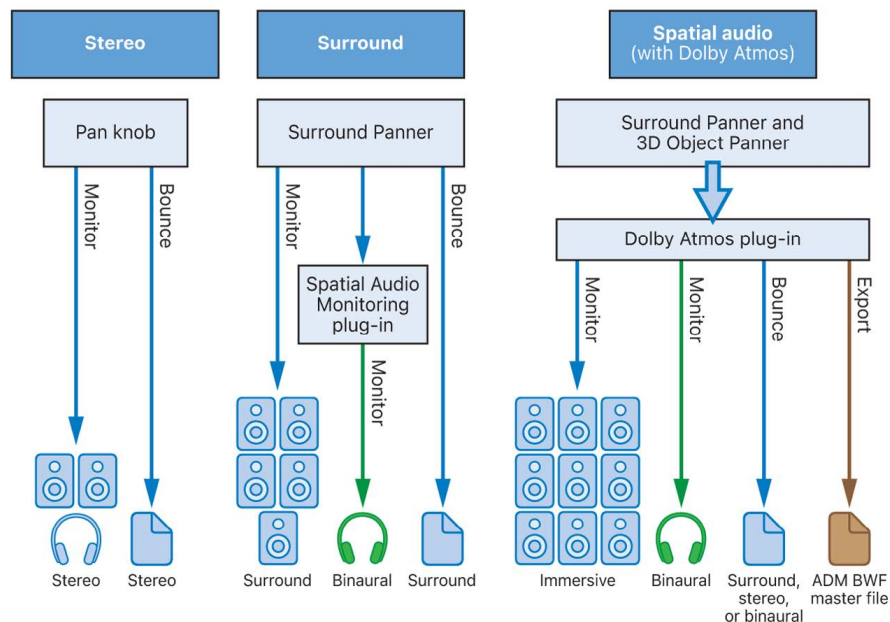 Stereo
Surround
Spatial audio
(with Dolby Atmos)
Pan knob
Surround Panner
Surround Panner and
3D Object Panner
Monitor
Bounce
Monitor
Bounce
Dolby Atmos plug-in
Spatial Audio
Monitoring
plug-in
Monitor
Monitor
Monitor
Bounce
Export
Stereo
Stereo
Surround
Binaural
Surround
Immersive
Binaural
Surround,
stereo,
or binaural
ADM BWF
master file